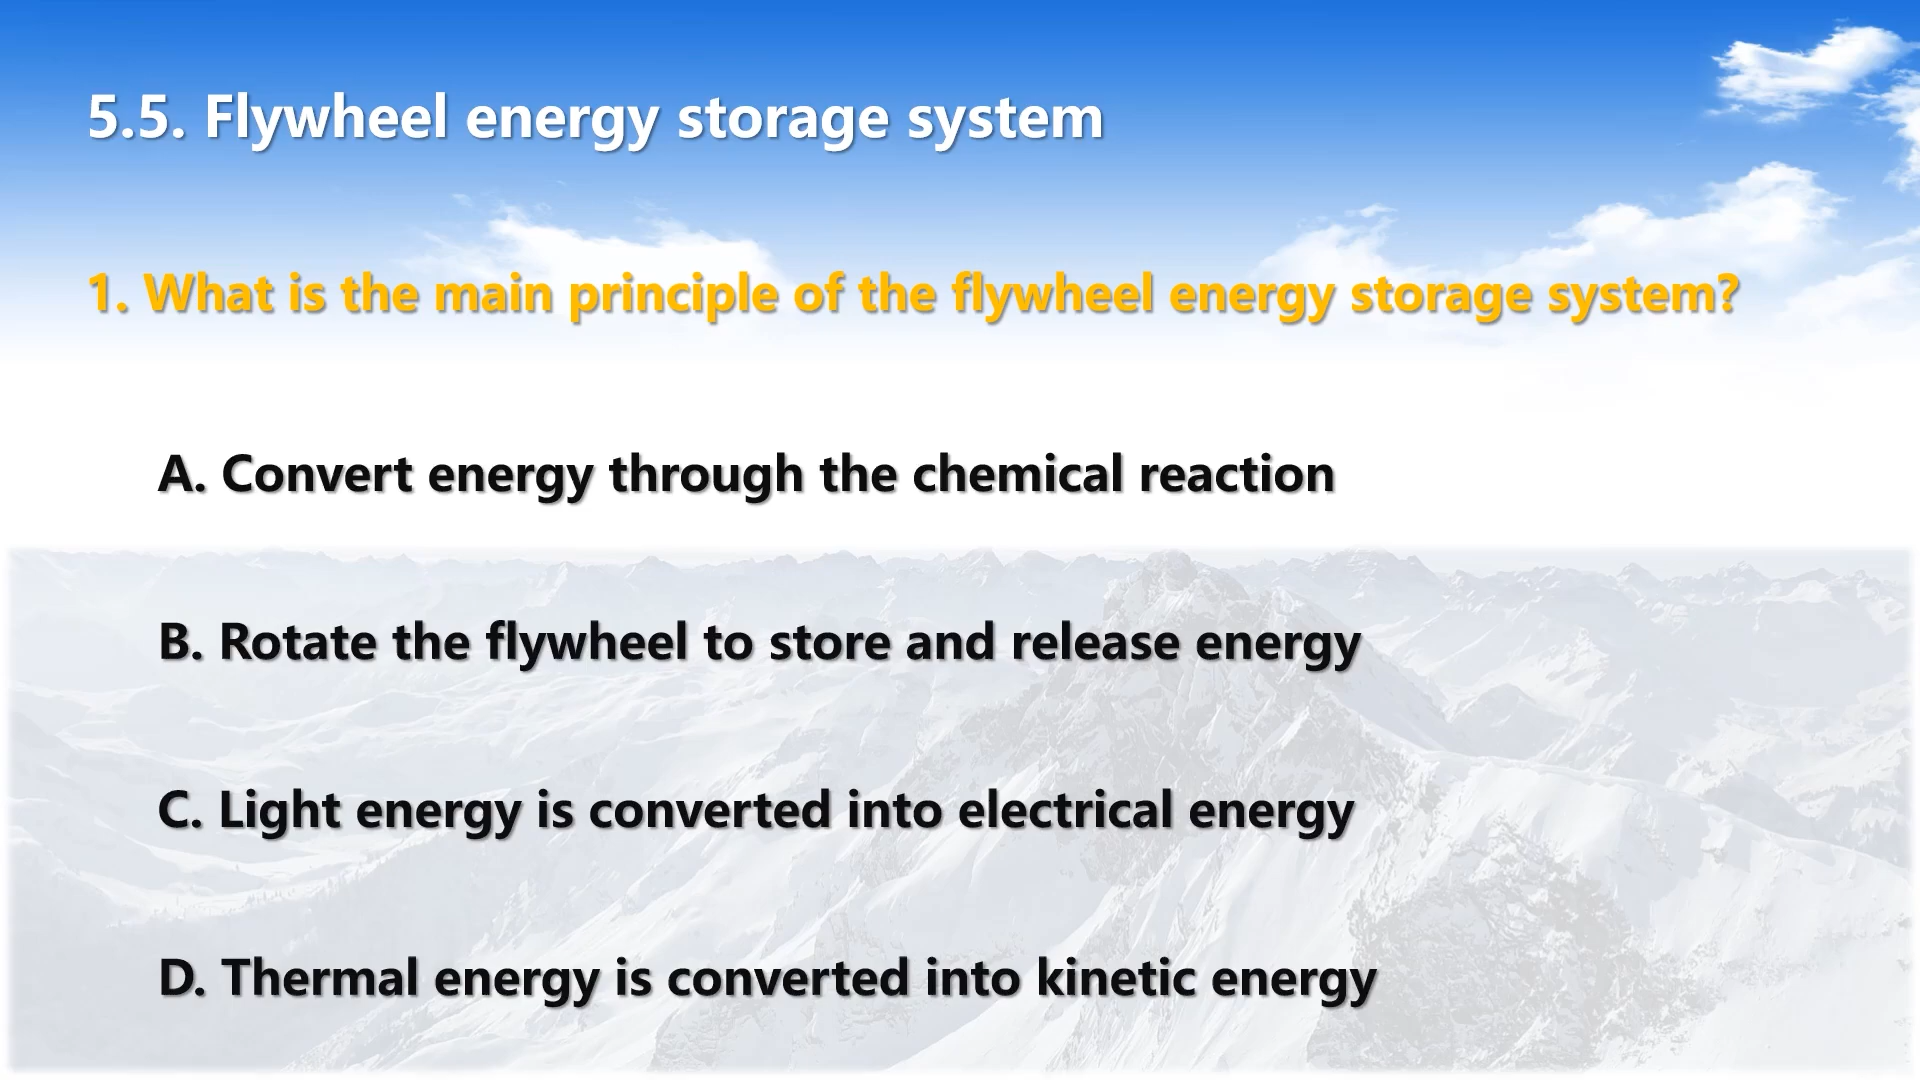 5.5. Flywheel energy storage system
1. What is the main principle of the flywheel energy storage system?
A. Convert energy through the chemical reaction
B. Rotate the flywheel to store and release energy
C. Light energy is converted into electrical energy
D. Thermal energy is converted into kinetic energy